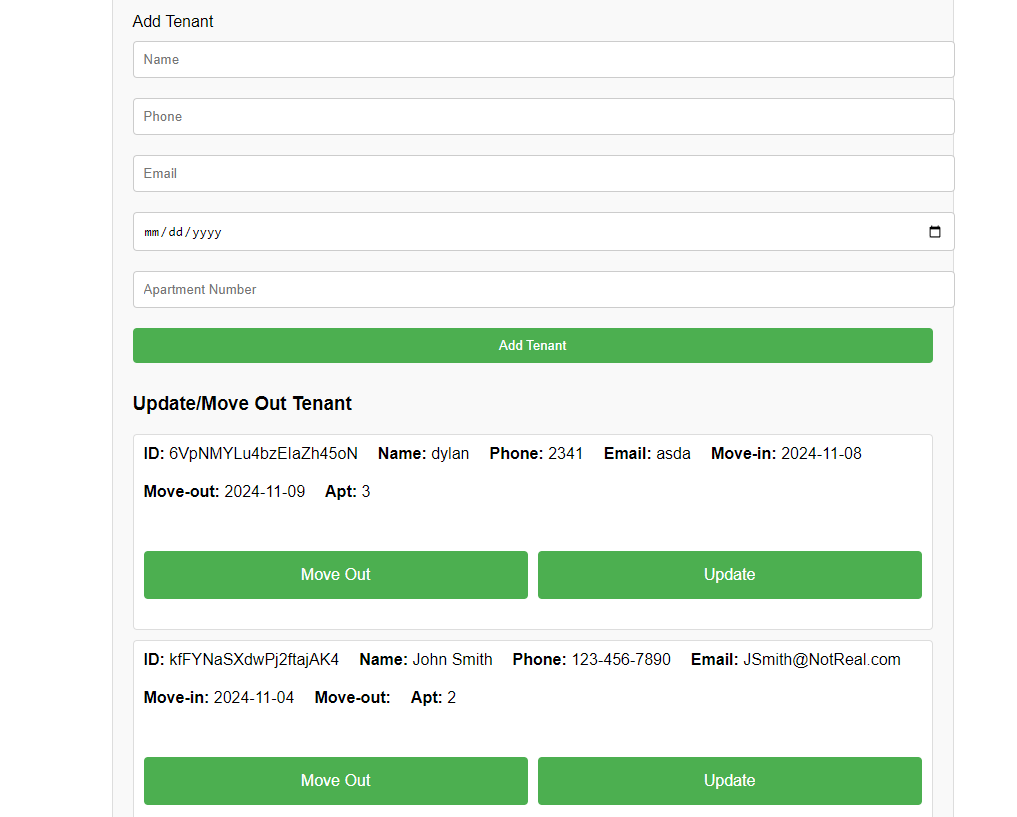 Add Tenant
Name
Phone
Email
mm/dd/yyyy
Apartment Number
Add Tenant
Update/Move Out Tenant
ID: 6VpNMYLu4bzElaZh45oN Name: dylan Phone: 2341 Email: asda Move-in: 2024-11-08
Move-out: 2024-11-09 Apt: 3
Move Out Update
ID: kfFYNaSXdwPj2ftajAK4 Name: John Smith Phone: 123-456-7890 Email: JSmith@NotReal.com
Move-in: 2024-11-04 Move-out: Apt: 2
Move Out Update